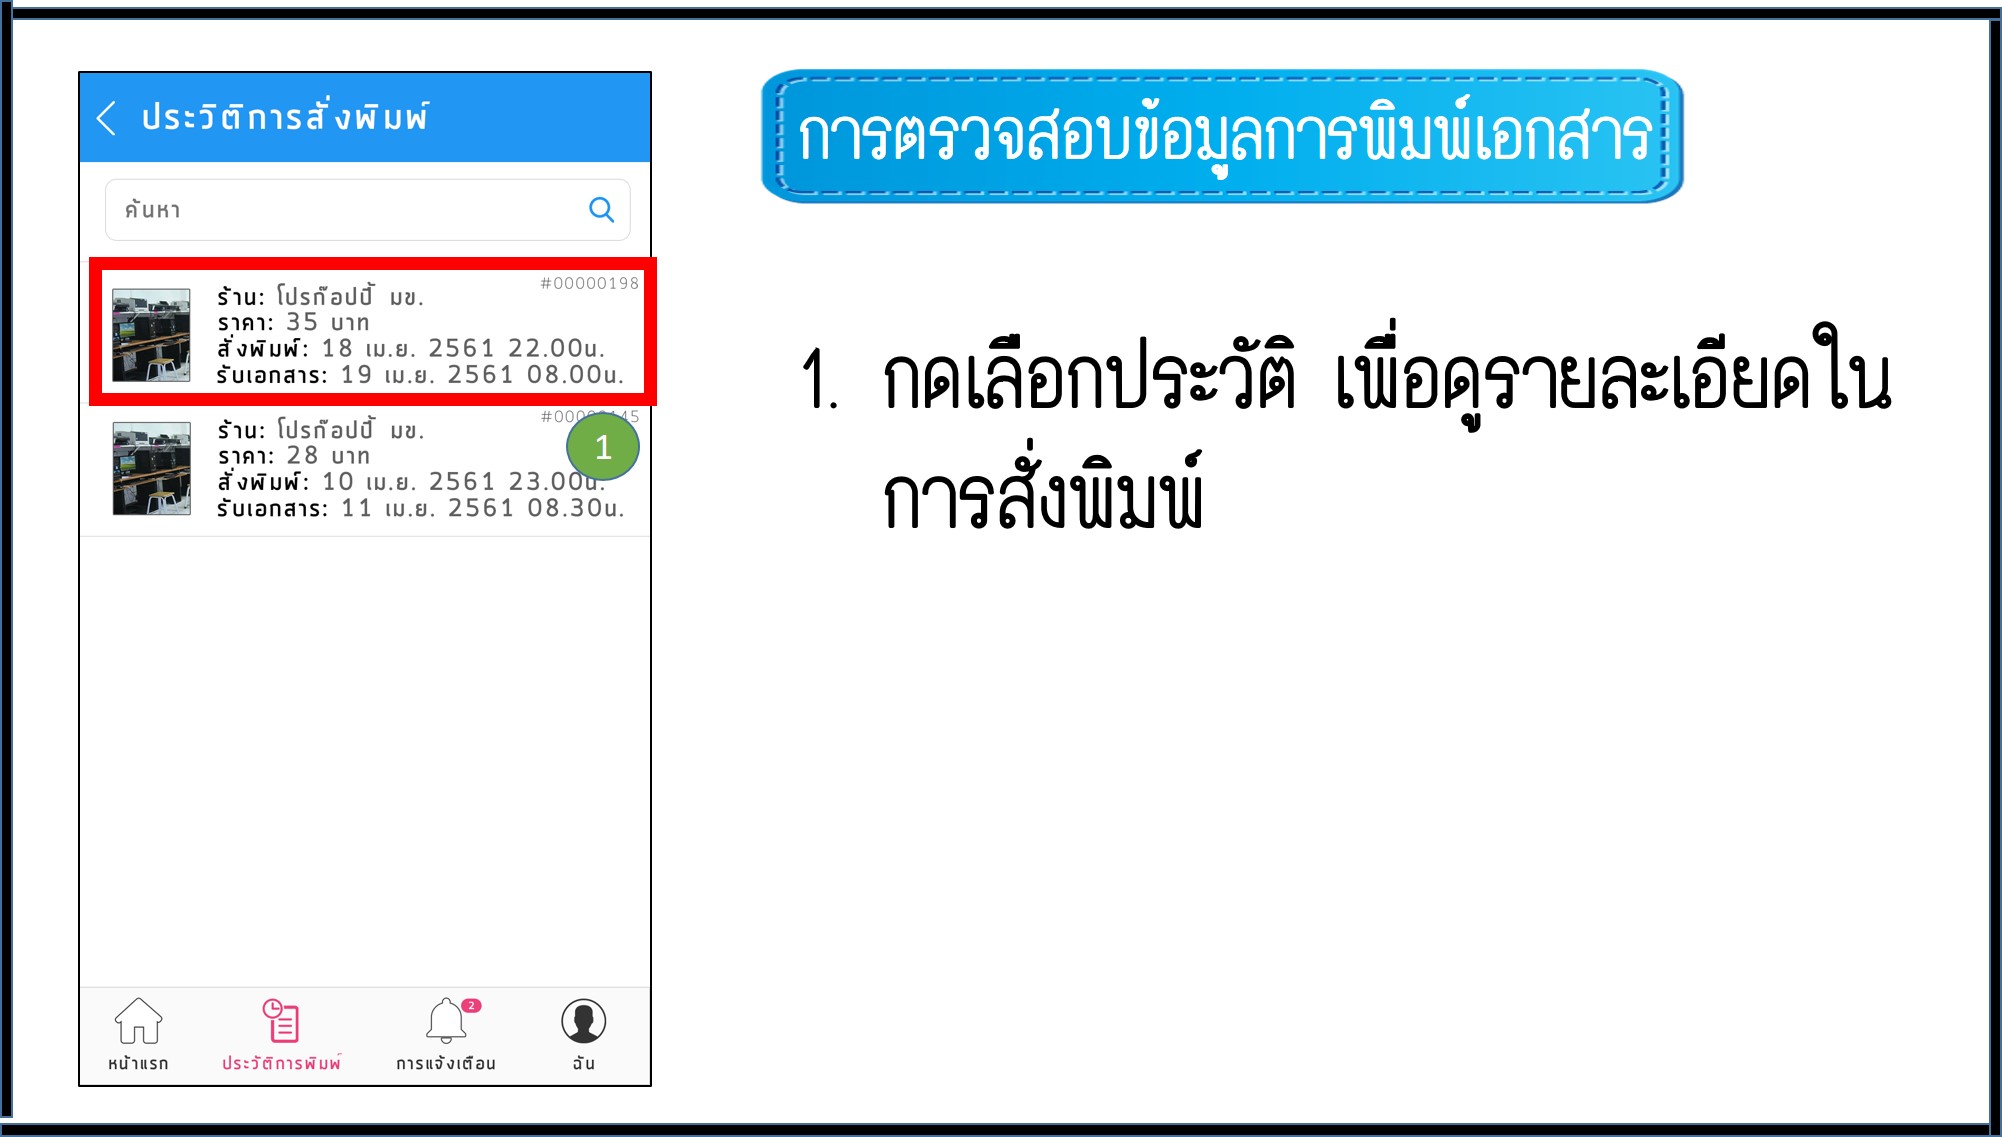 ประวัติการสั่งพิมพ์
ค้นหา
#00000198
ร้าน: โปรก๊อปปี้ มข.
ราคา: 35 บาท
สั่งพิมพ์: 18 เม.ย. 2561 22.00น.
รับเอกสาร: 19 เม.ย. 2561 08.00น.
ร้าน: โปรก๊อปปี้ มข.
ราคา: 28 บาท
1
สั่งพิมพ์: 10 เม.ย. 2561 23.00น.
รับเอกสาร: 11 เม.ย. 2561 08.30น.
2
หน้าแรก ประวัติการพิมพ์ การแจ้งเตือน ฉัน
การตรวจสอบข้อมูลการพิมพ์เอกสาร
1. กดเลือกประวัติ เพื่อดูรายละเอียดใน
การสั่งพิมพ์